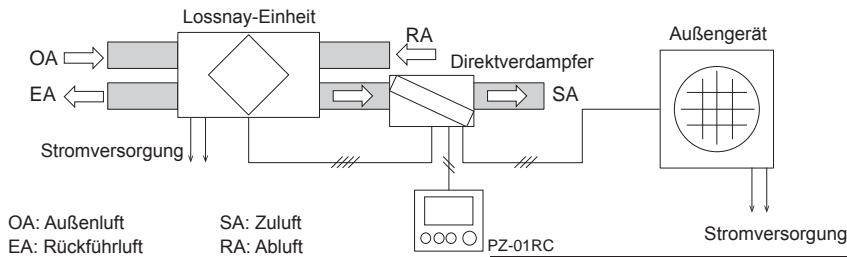 Lossnay-Einheit
OA
RA
Direktverdampfer
Außengerät
EA
SA
Stromversorgung
OA: Außenluft
SA: Zuluft
EA: Rückführluft
RA: Abluft
PZ-01RC
Stromversorgung